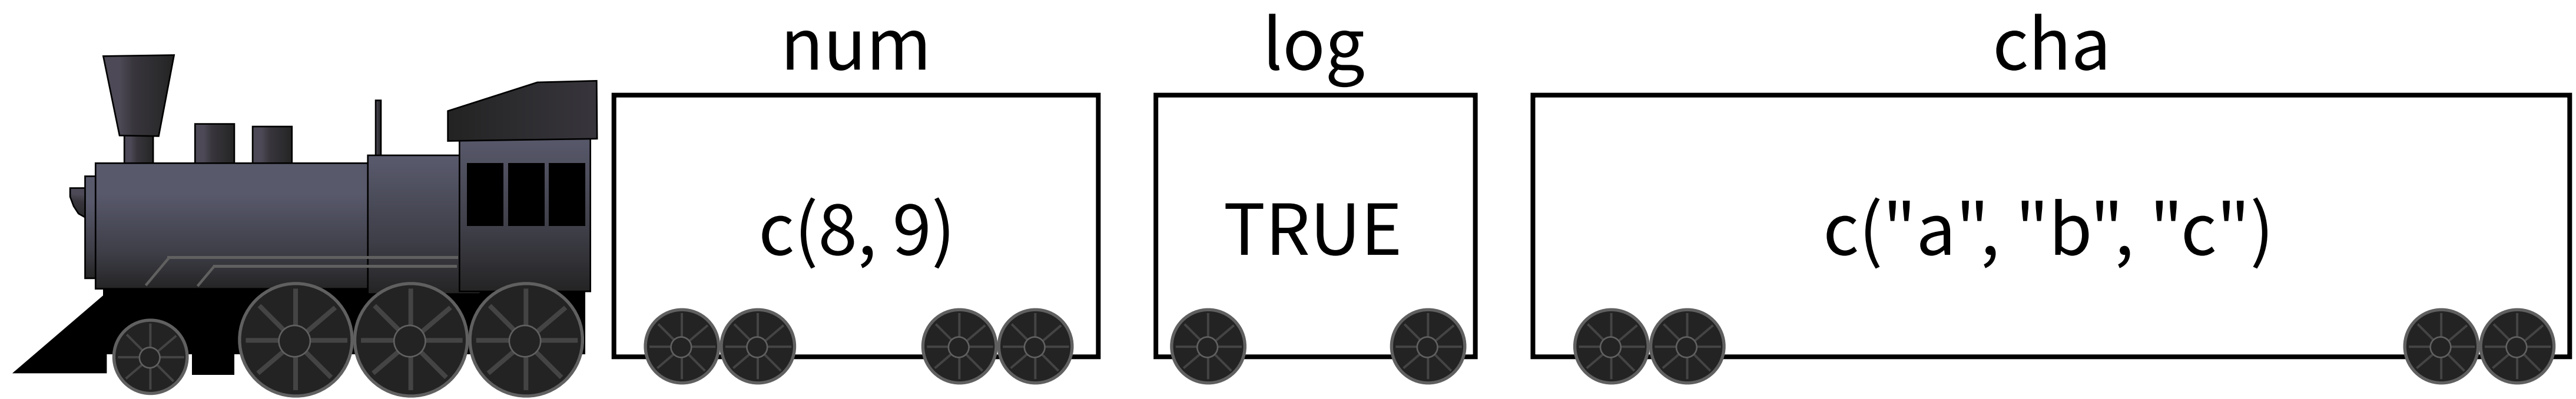 num log cha
c(8, 9) TRUE c("a", "b", "c")